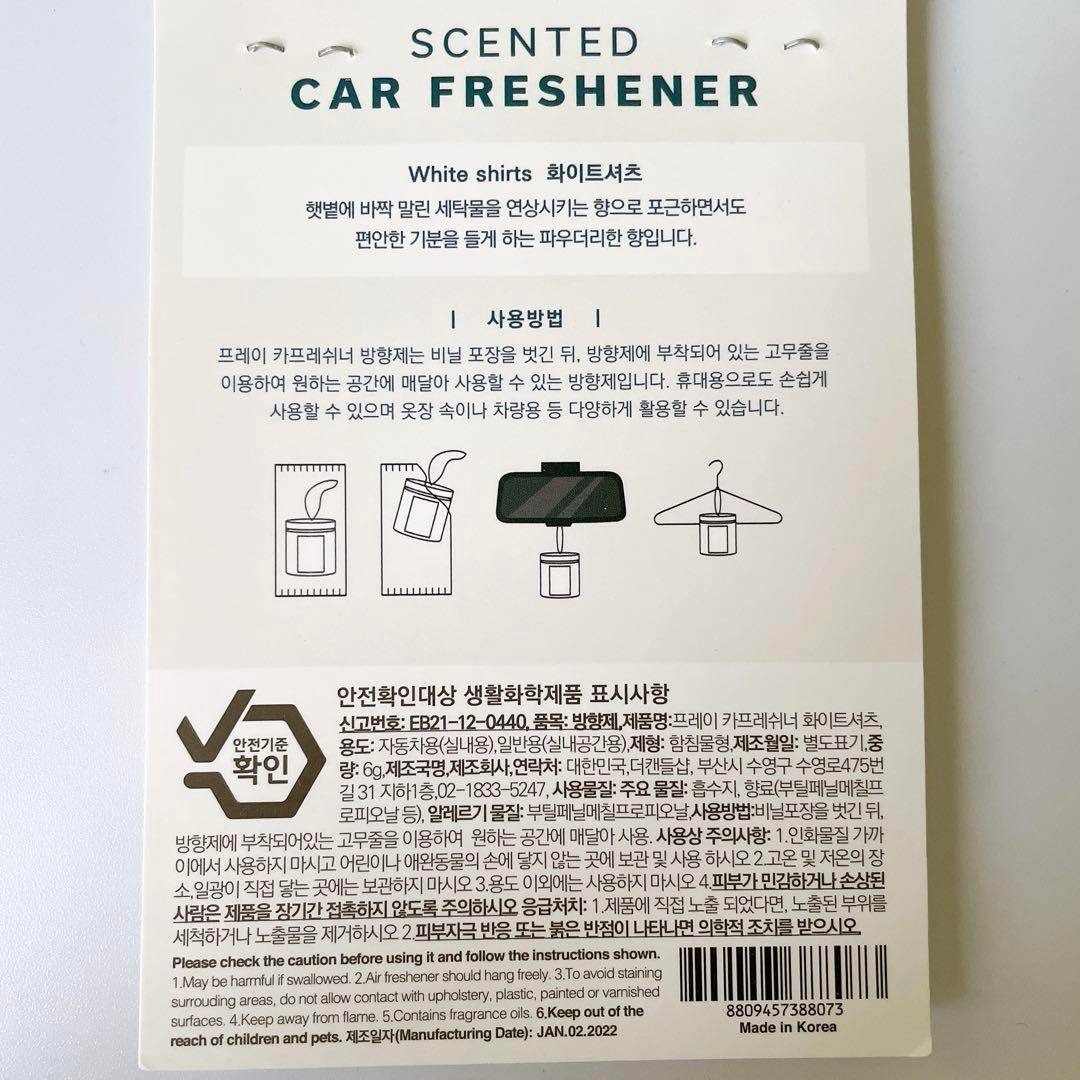 SCENTED
CAR FRESHENER
White shirts 화이트셔츠
햇볕에 바짝 말린 세탁물을 연상시키는 향으로 포근하면서도
편안한 기분을 들게 하는 파우더리한 향입니다.
| 사용방법 |
프레이 카프레쉬너 방향제는 비닐 포장을 벗긴 뒤, 방향제에 부착되어 있는 고무줄을
이용하여 원하는 공간에 매달아 사용할 수 있는 방향제입니다. 휴대용으로도 손쉽게
사용할 수 있으며 옷장 속이나 차량용 등 다양하게 활용할 수 있습니다.
안전기준
확인
안전확인대상 생활화학제품 표시사항
신고번호: EB21-12-0440, 품목: 방향제,제품명:프레이 카프레쉬너 화이트셔츠,
용도: 자동차용(실내용),일반용(실내공간용),제형: 함침물형,제조월일: 별도표기,중
량: 6g,제조국명,제조회사,연락처: 대한민국,더캔들샵, 부산시 수영구 수영로475번
길 31 지하1층,02-1833-5247, 사용물질: 주요 물질: 흡수지, 향료(부틸페닐메칠프
로피오날 등), 알레르기 물질: 부틸페닐메칠프로피오날,사용방법:비닐포장을 벗긴 뒤,
방향제에 부착되어있는 고무줄을 이용하여 원하는 공간에 매달아 사용. 사용상 주의사항: 1.인화물질 가까
이에서 사용하지 마시고 어린이나 애완동물의 손에 닿지 않는 곳에 보관 및 사용 하시오 2.고온 및 저온의 장
소,일광이 직접 닿는 곳에는 보관하지 마시오 3.용도 이외에는 사용하지 마시오 4.피부가 민감하거나 손상된
사람은 제품을 장기간 접촉하지 않도록 주의하시오 응급처치: 1.제품에 직접 노출 되었다면, 노출된 부위를
세척하거나 노출물을 제거하시오 2.피부자극 반응 또는 붉은 반점이 나타나면 의학적 조치를 받으시오.
Please check the caution before using it and follow the instructions shown.
1.May be harmful if swallowed. 2.Air freshener should hang freely. 3.To avoid staining
surrouding areas, do not allow contact with upholstery, plastic, painted or varnished
surfaces. 4.Keep away from flame. 5.Contains fragrance oils. 6.Keep out of the
reach of children and pets. 제조일자(Manufacturing Date): JAN.02.2022
8809457388073
Made in Korea